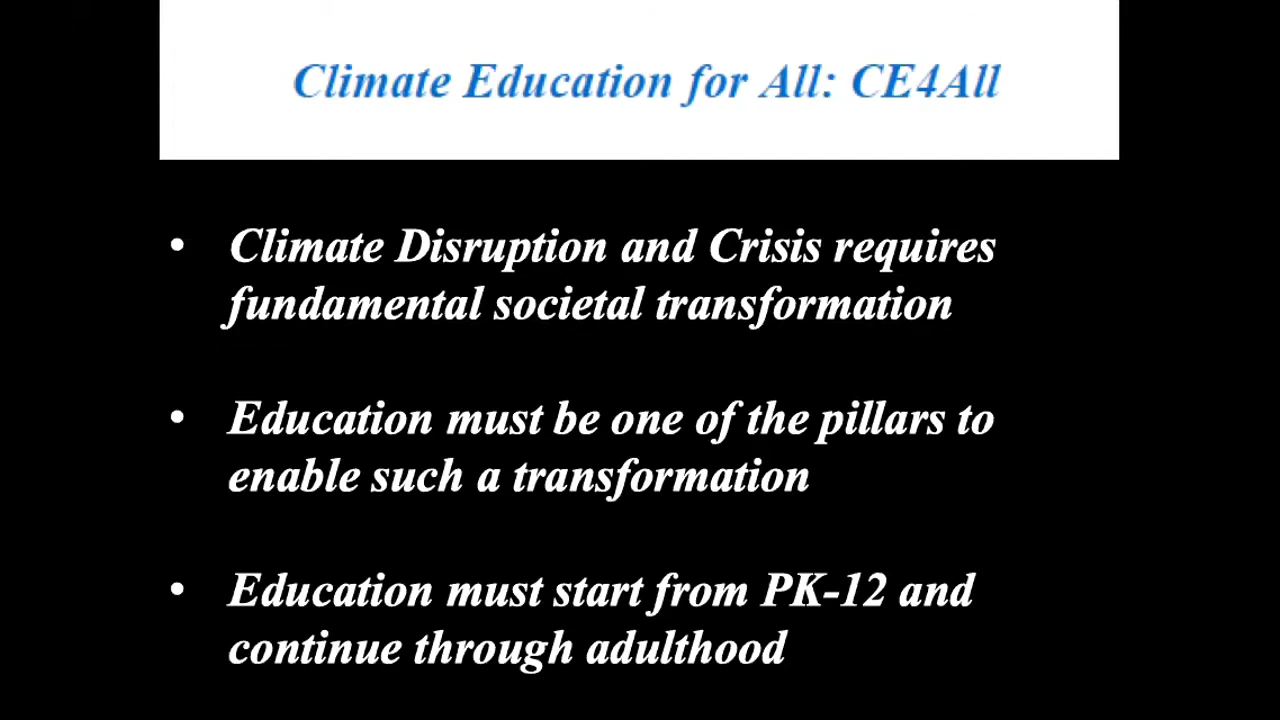 Climate Education for All: CE4All
• Climate Disruption and Crisis requires
fundamental societal transformation
• Education must be one of the pillars to
enable such a transformation
• Education must start from PK-12 and
continue through adulthood